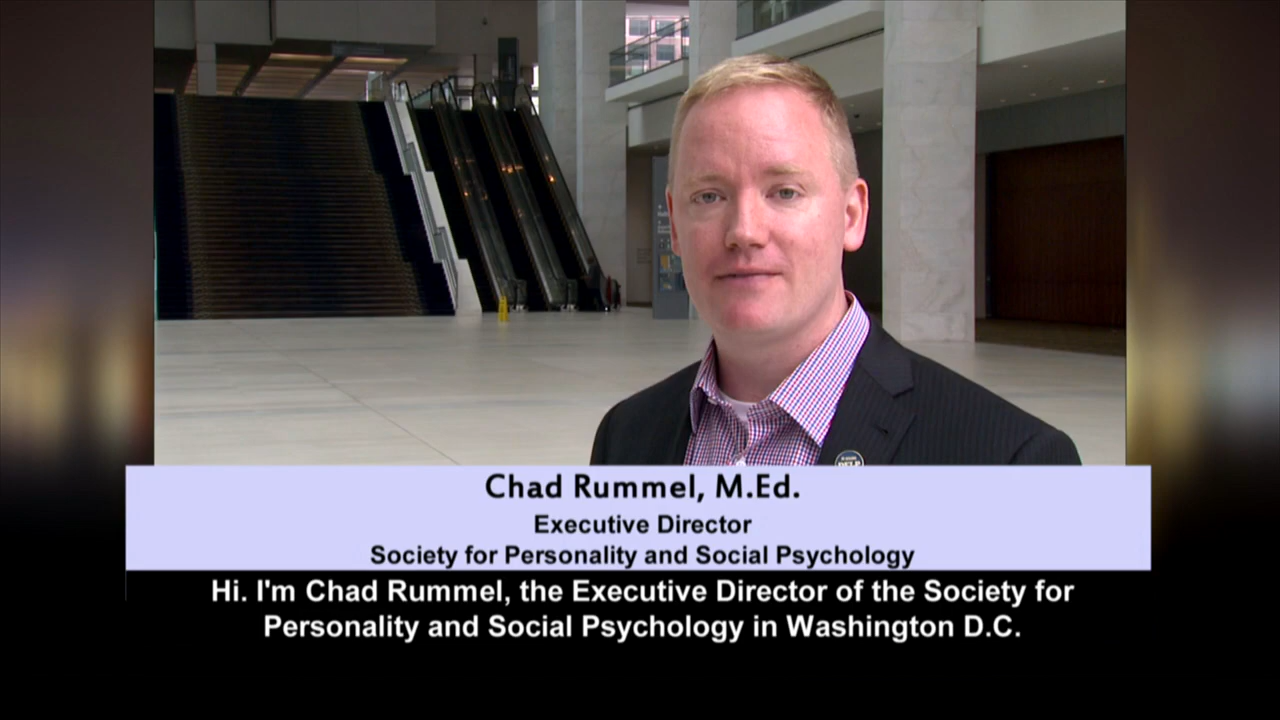 Chad Rummel, M.Ed.
Executive Director
Society for Personality and Social Psychology
Hi. I'm Chad Rummel, the Executive Director of the Society for
Personality and Social Psychology in Washington D.C.